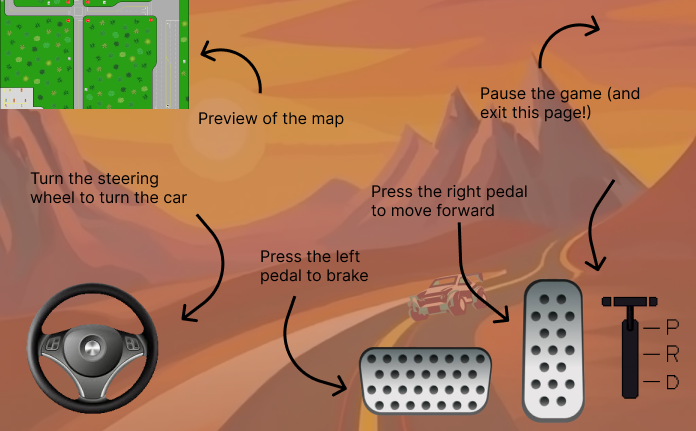 Pause the game (and
exit this page!)
Preview of the map
Turn the steering
wheel to turn the car
Press the right pedal
to move forward
Press the left
pedal to brake
P
R
D